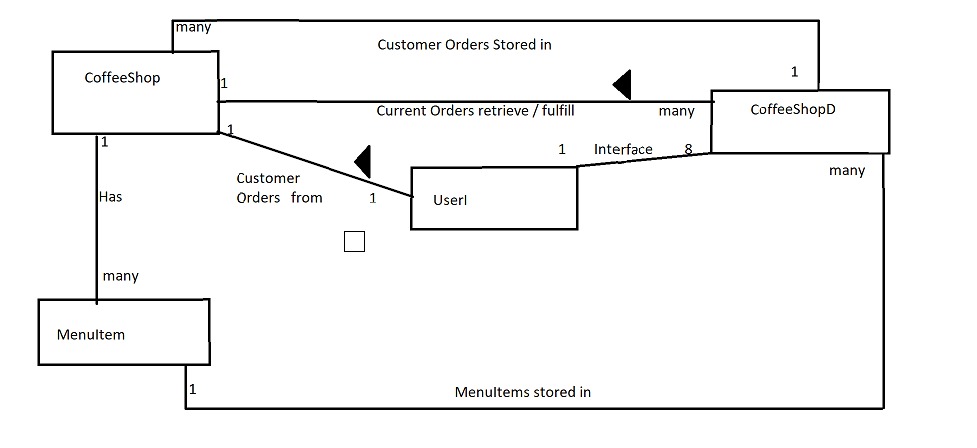 many
Customer Orders Stored in
CoffeeShop
1
1
Current Orders retrieve / fulfill
many
CoffeeShopD
1
1
Interface
8
many
1
Has
Customer
Orders from
1
UserI
many
MenuItem
1
MenuItems stored in